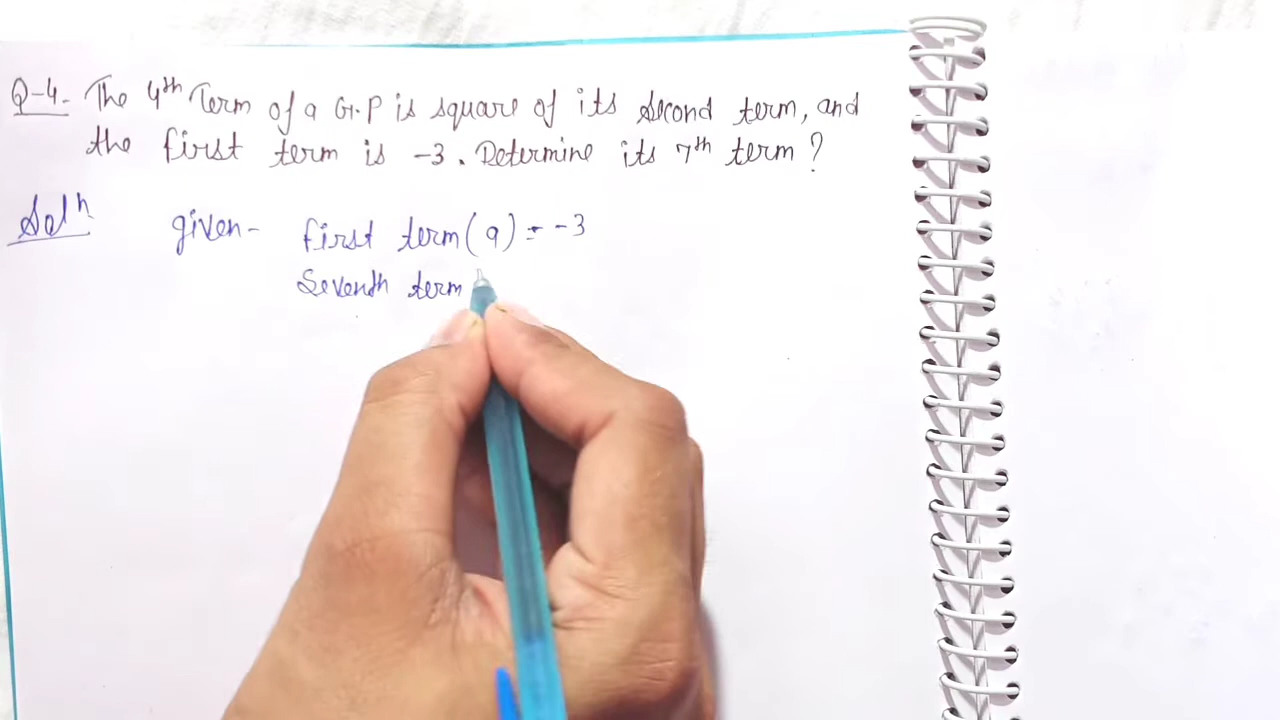 Q-4. The 4th Term of a G.P is square of its second term, and
the first term is -3. Determine its 7th term?
Solⁿ given- first term (a) = -3
Seventh term